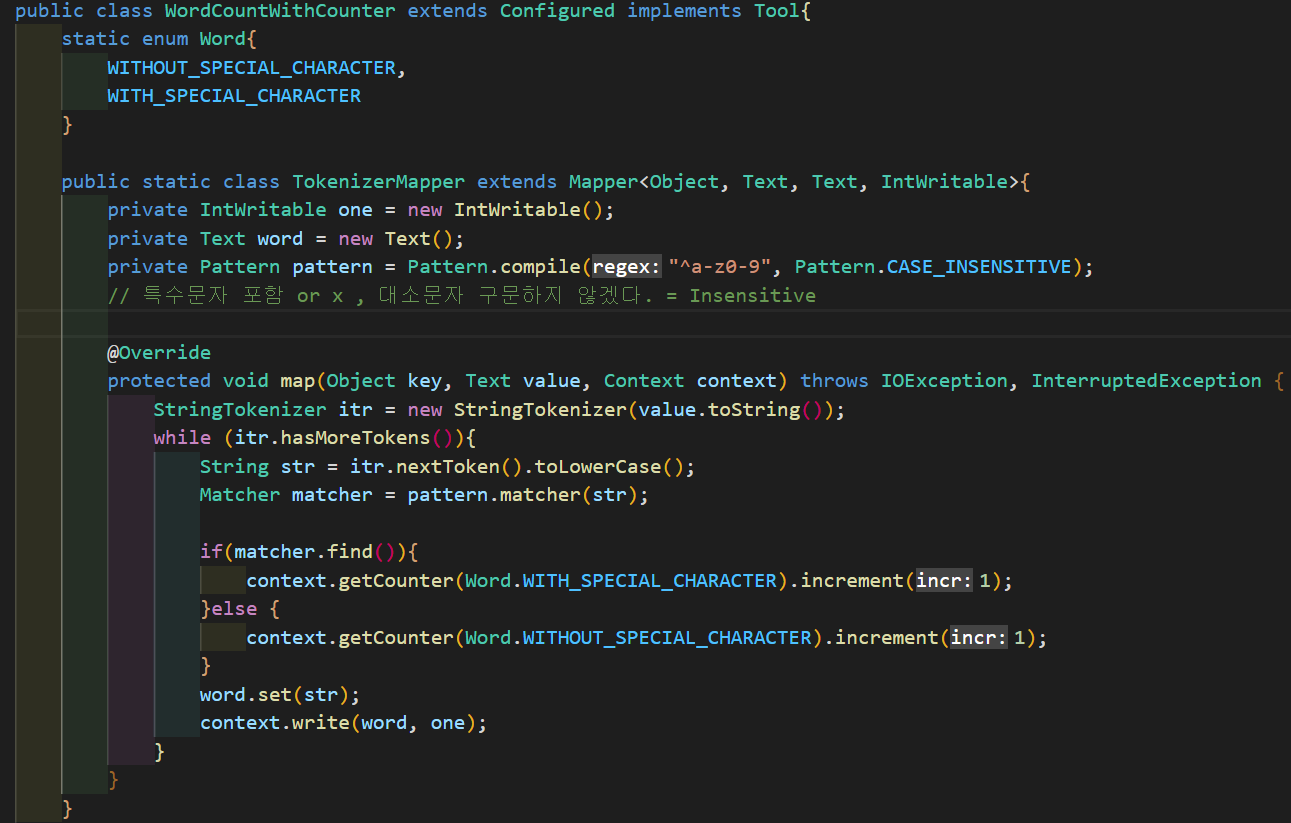 public class WordCountWithCounter extends Configured implements Tool{
static enum Word{
WITHOUT_SPECIAL_CHARACTER,
WITH_SPECIAL_CHARACTER
}
public static class TokenizerMapper extends Mapper<Object, Text, Text, IntWritable>{
private IntWritable one = new IntWritable();
private Text word = new Text();
private Pattern pattern = Pattern.compile(regex: "^a-z0-9", Pattern.CASE_INSENSITIVE);
// 특수문자 포함 or x , 대소문자 구문하지 않겠다. = Insensitive
@Override
protected void map(Object key, Text value, Context context) throws IOException, InterruptedException {
StringTokenizer itr = new StringTokenizer(value.toString());
while (itr.hasMoreTokens()){
String str = itr.nextToken().toLowerCase();
Matcher matcher = pattern.matcher(str);
if(matcher.find()){
context.getCounter(Word.WITH_SPECIAL_CHARACTER).increment(incr: 1);
}else {
context.getCounter(Word.WITHOUT_SPECIAL_CHARACTER).increment(incr: 1);
}
word.set(str);
context.write(word, one);
}
}
}